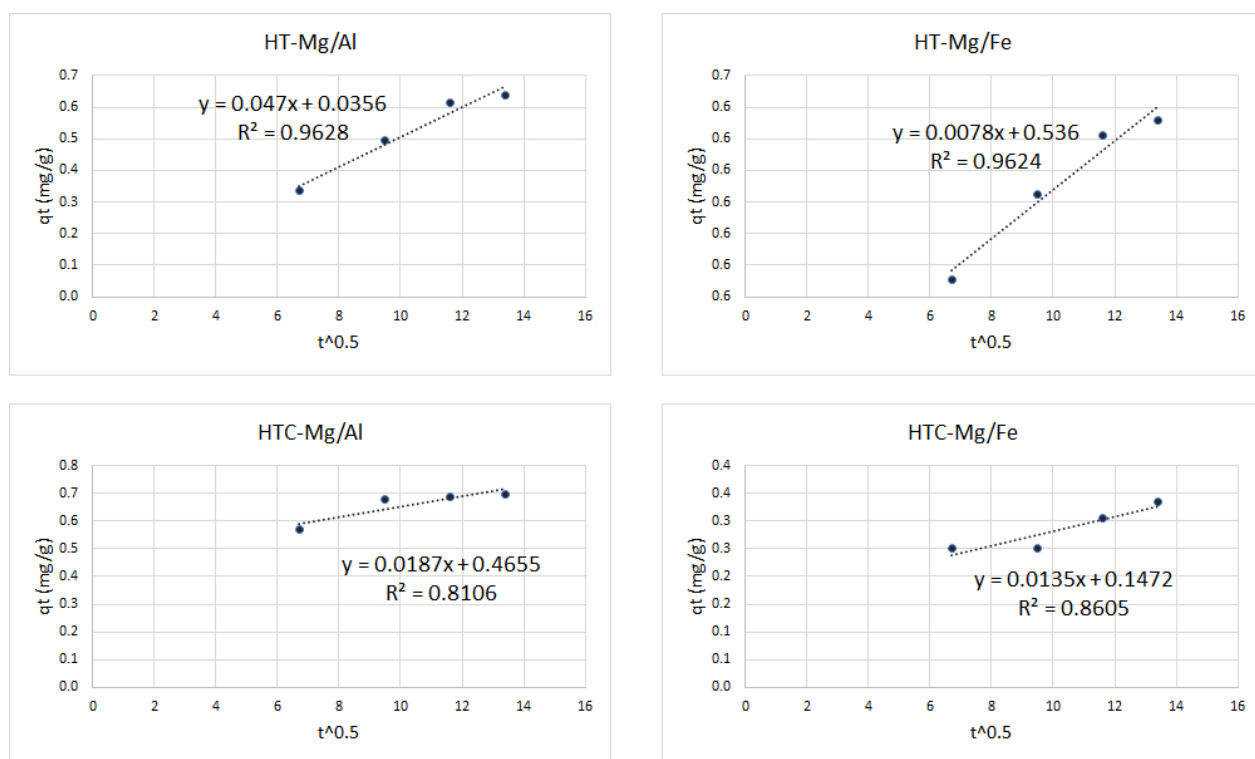 HT-Mg/Al
0.7
0.6
0.5
0.4
0.3
0.2
0.1
0.0
qt (mg/g)
y = 0.047x + 0.0356
R² = 0.9628
0 2 4 6 8 10 12 14 16
t^0.5
HT-Mg/Fe
0.7
0.6
0.6
0.6
0.6
0.6
0.6
0.6
qt (mg/g)
y = 0.0078x + 0.536
R² = 0.9624
0 2 4 6 8 10 12 14 16
t^0.5
HTC-Mg/Al
0.8
0.7
0.6
0.5
0.4
0.3
0.2
0.1
0.0
qt (mg/g)
y = 0.0187x + 0.4655
R² = 0.8106
0 2 4 6 8 10 12 14 16
t^0.5
HTC-Mg/Fe
0.4
0.4
0.3
0.3
0.2
0.2
0.1
0.1
0.0
qt (mg/g)
y = 0.0135x + 0.1472
R² = 0.8605
0 2 4 6 8 10 12 14 16
t^0.5